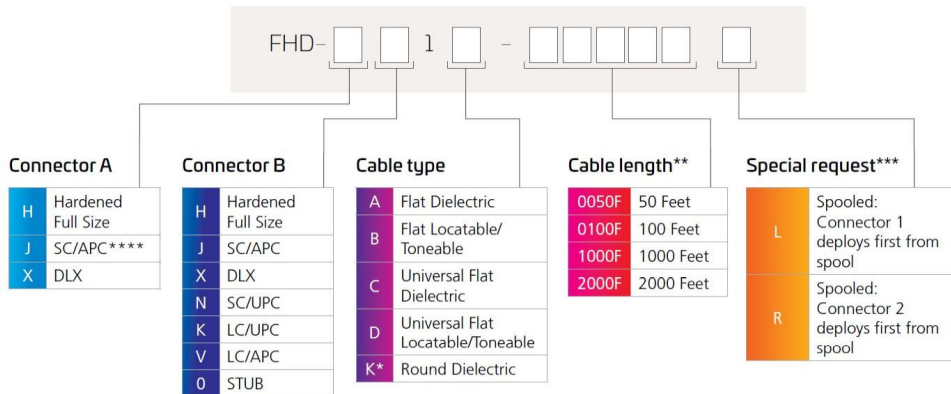 FHD- 1 -
Connector A
H Hardened
Full Size
J SC/APC****
X DLX
Connector B
H Hardened
Full Size
J SC/APC
X DLX
N SC/UPC
K LC/UPC
V LC/APC
0 STUB
Cable type
A Flat Dielectric
B Flat Locatable/
Toneable
C Universal Flat
Dielectric
D Universal Flat
Locatable/Toneable
K* Round Dielectric
Cable length**
0050F 50 Feet
0100F 100 Feet
1000F 1000 Feet
2000F 2000 Feet
Special request***
L Spooled:
Connector 1
deploys first from
spool
R Spooled:
Connector 2
deploys first from
spool